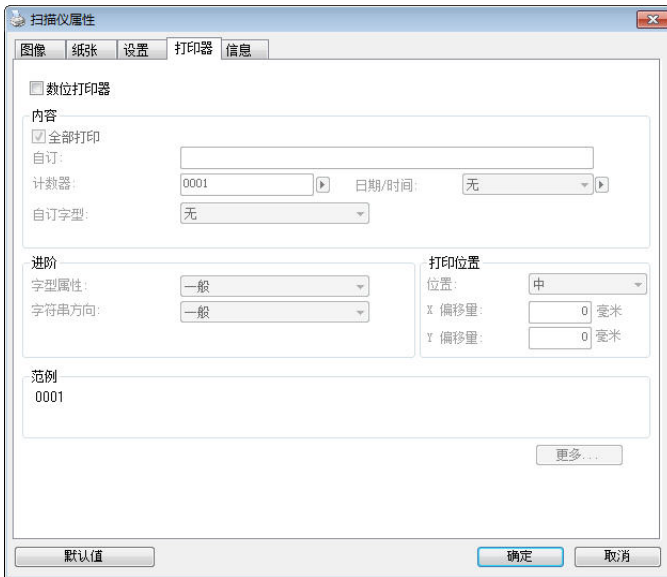 扫描仪属性
图像 纸张 设置 打印器 信息
数位打印器
内容
全部打印
自订:
计数器: 0001 日期/时间: 无
自订字型: 无
进阶 打印位置
字型属性: 一般 位置: 中
字符串方向: 一般 X 偏移量: 0 毫米
Y 偏移量: 0 毫米
范例
0001
更多...
默认值 确定 取消